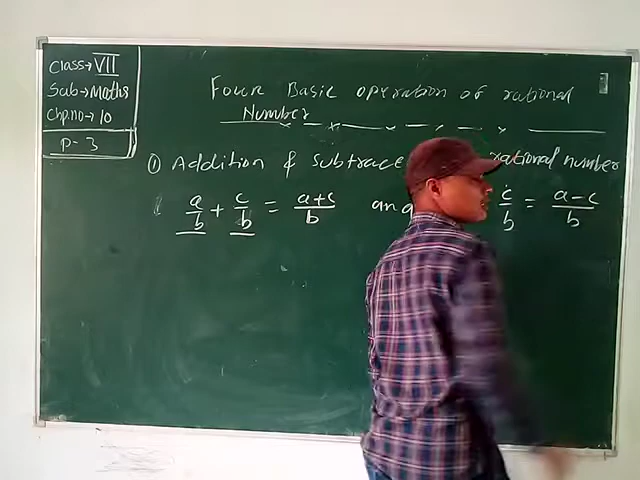 Class→VII
Sub→Maths
Chp.no→10
P-3
Four Basic operation of rational
Number
① Addition & Subtrac rational number
a/b + c/b = a+c/b and c/b = a-c/b